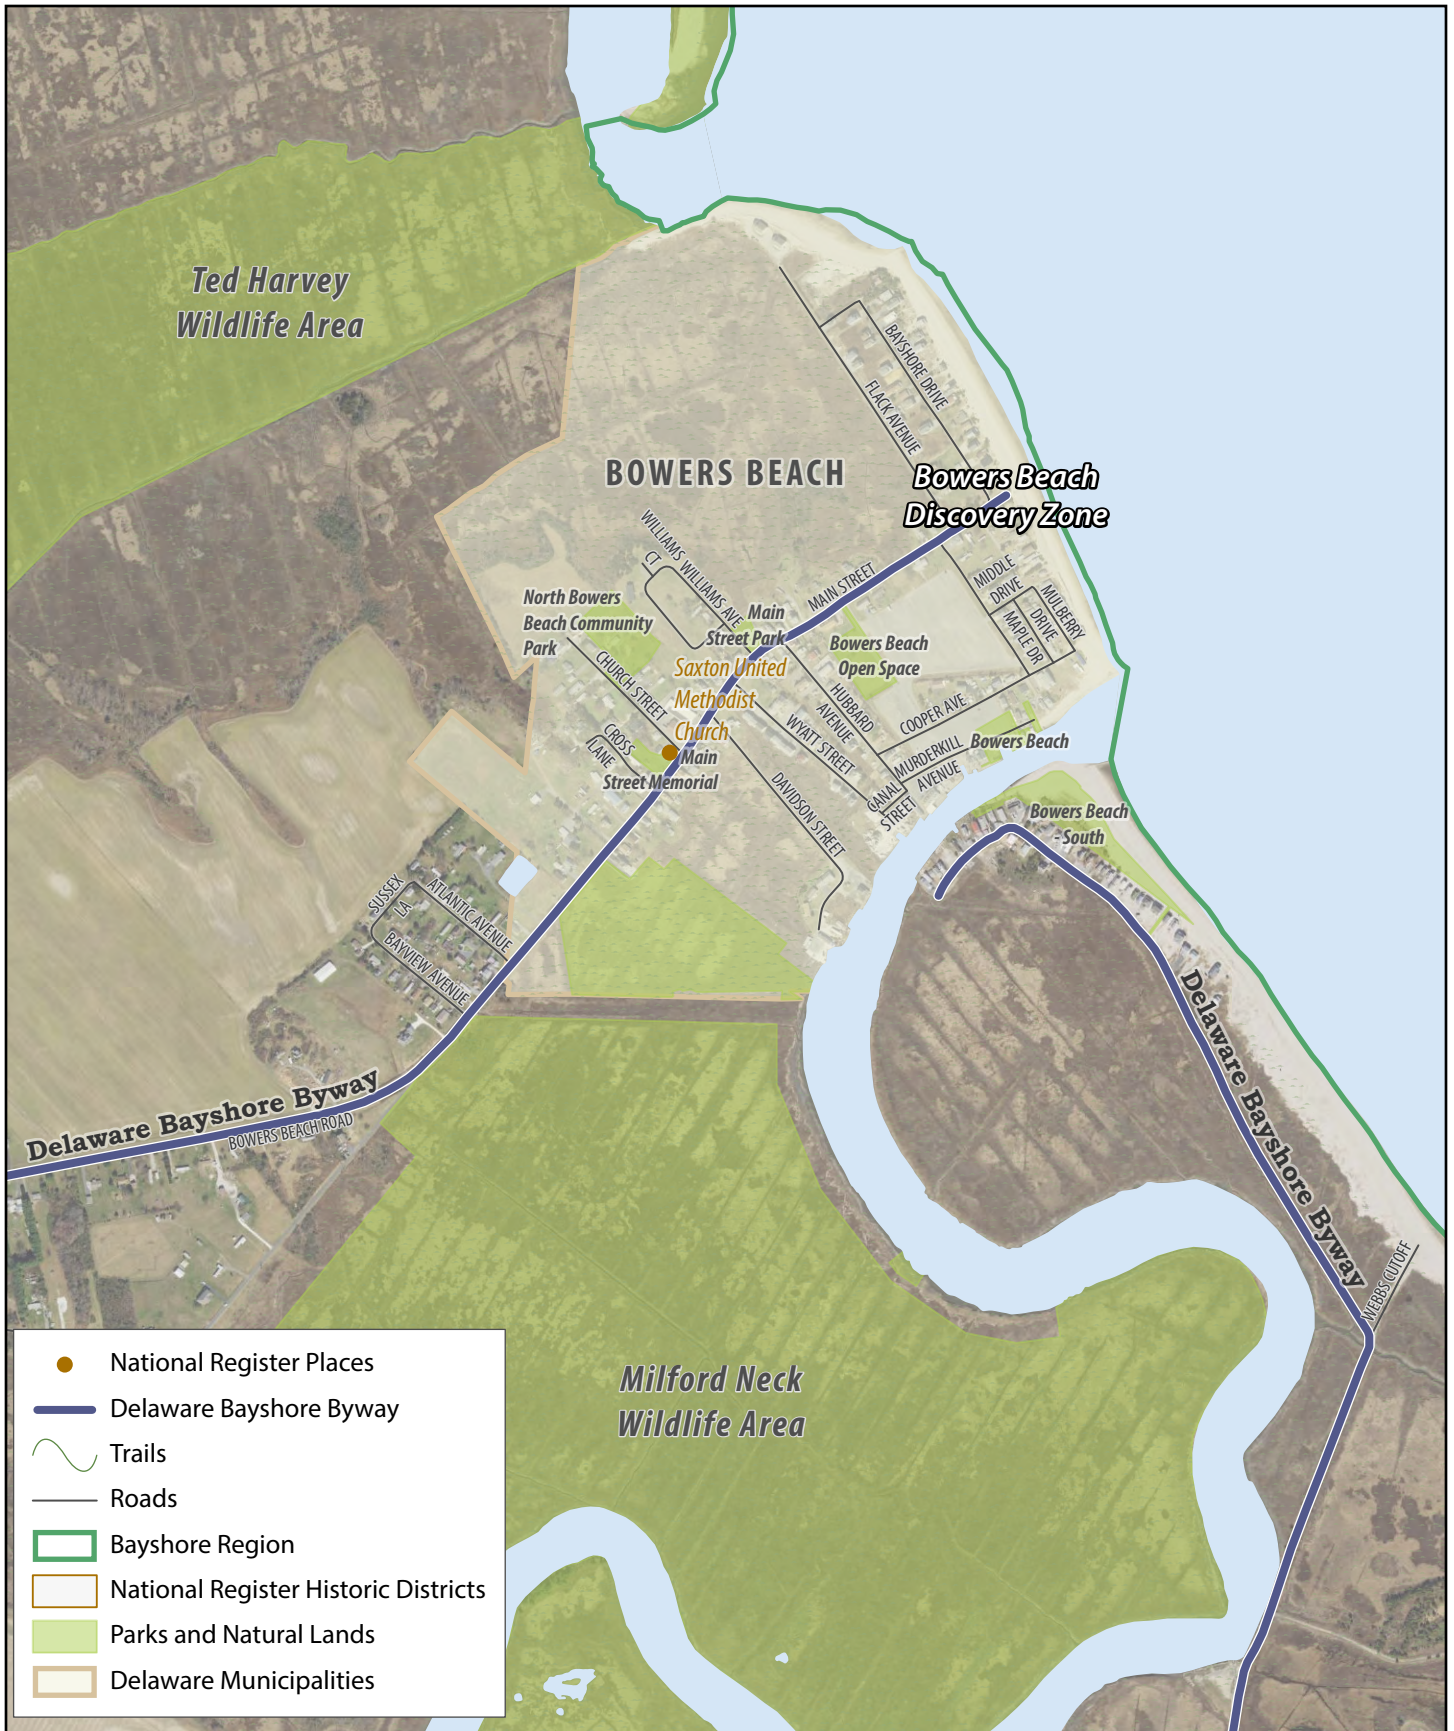 Ted Harvey
Wildlife Area
BAYSHORE DRIVE
FLACK AVENUE
BOWERS BEACH
Bowers Beach
Discovery Zone
WILLIAMS
CT
WILLIAMS AVE
MAIN STREET
MIDDLE
DRIVE
MULBERRY
DRIVE
MAPLE DR
North Bowers
Beach Community
Park
Main
Street Park
Bowers Beach
Open Space
Saxton United
Methodist
Church
CHURCH STREET
HUBBARD
AVENUE
COOPER AVE
WYATT STREET
CROSS
LANE
Main
Street Memorial
MURDERKILL
AVENUE
Bowers Beach
CANAL
STREET
DAVIDSON STREET
Bowers Beach
- South
SUSSEX
LA
ATLANTIC AVENUE
BAYVIEW AVENUE
Delaware Bayshore Byway
BOWERS BEACH ROAD
Delaware Bayshore Byway
WEBBS CUTOFF
Milford Neck
Wildlife Area
National Register Places
Delaware Bayshore Byway
Trails
Roads
Bayshore Region
National Register Historic Districts
Parks and Natural Lands
Delaware Municipalities